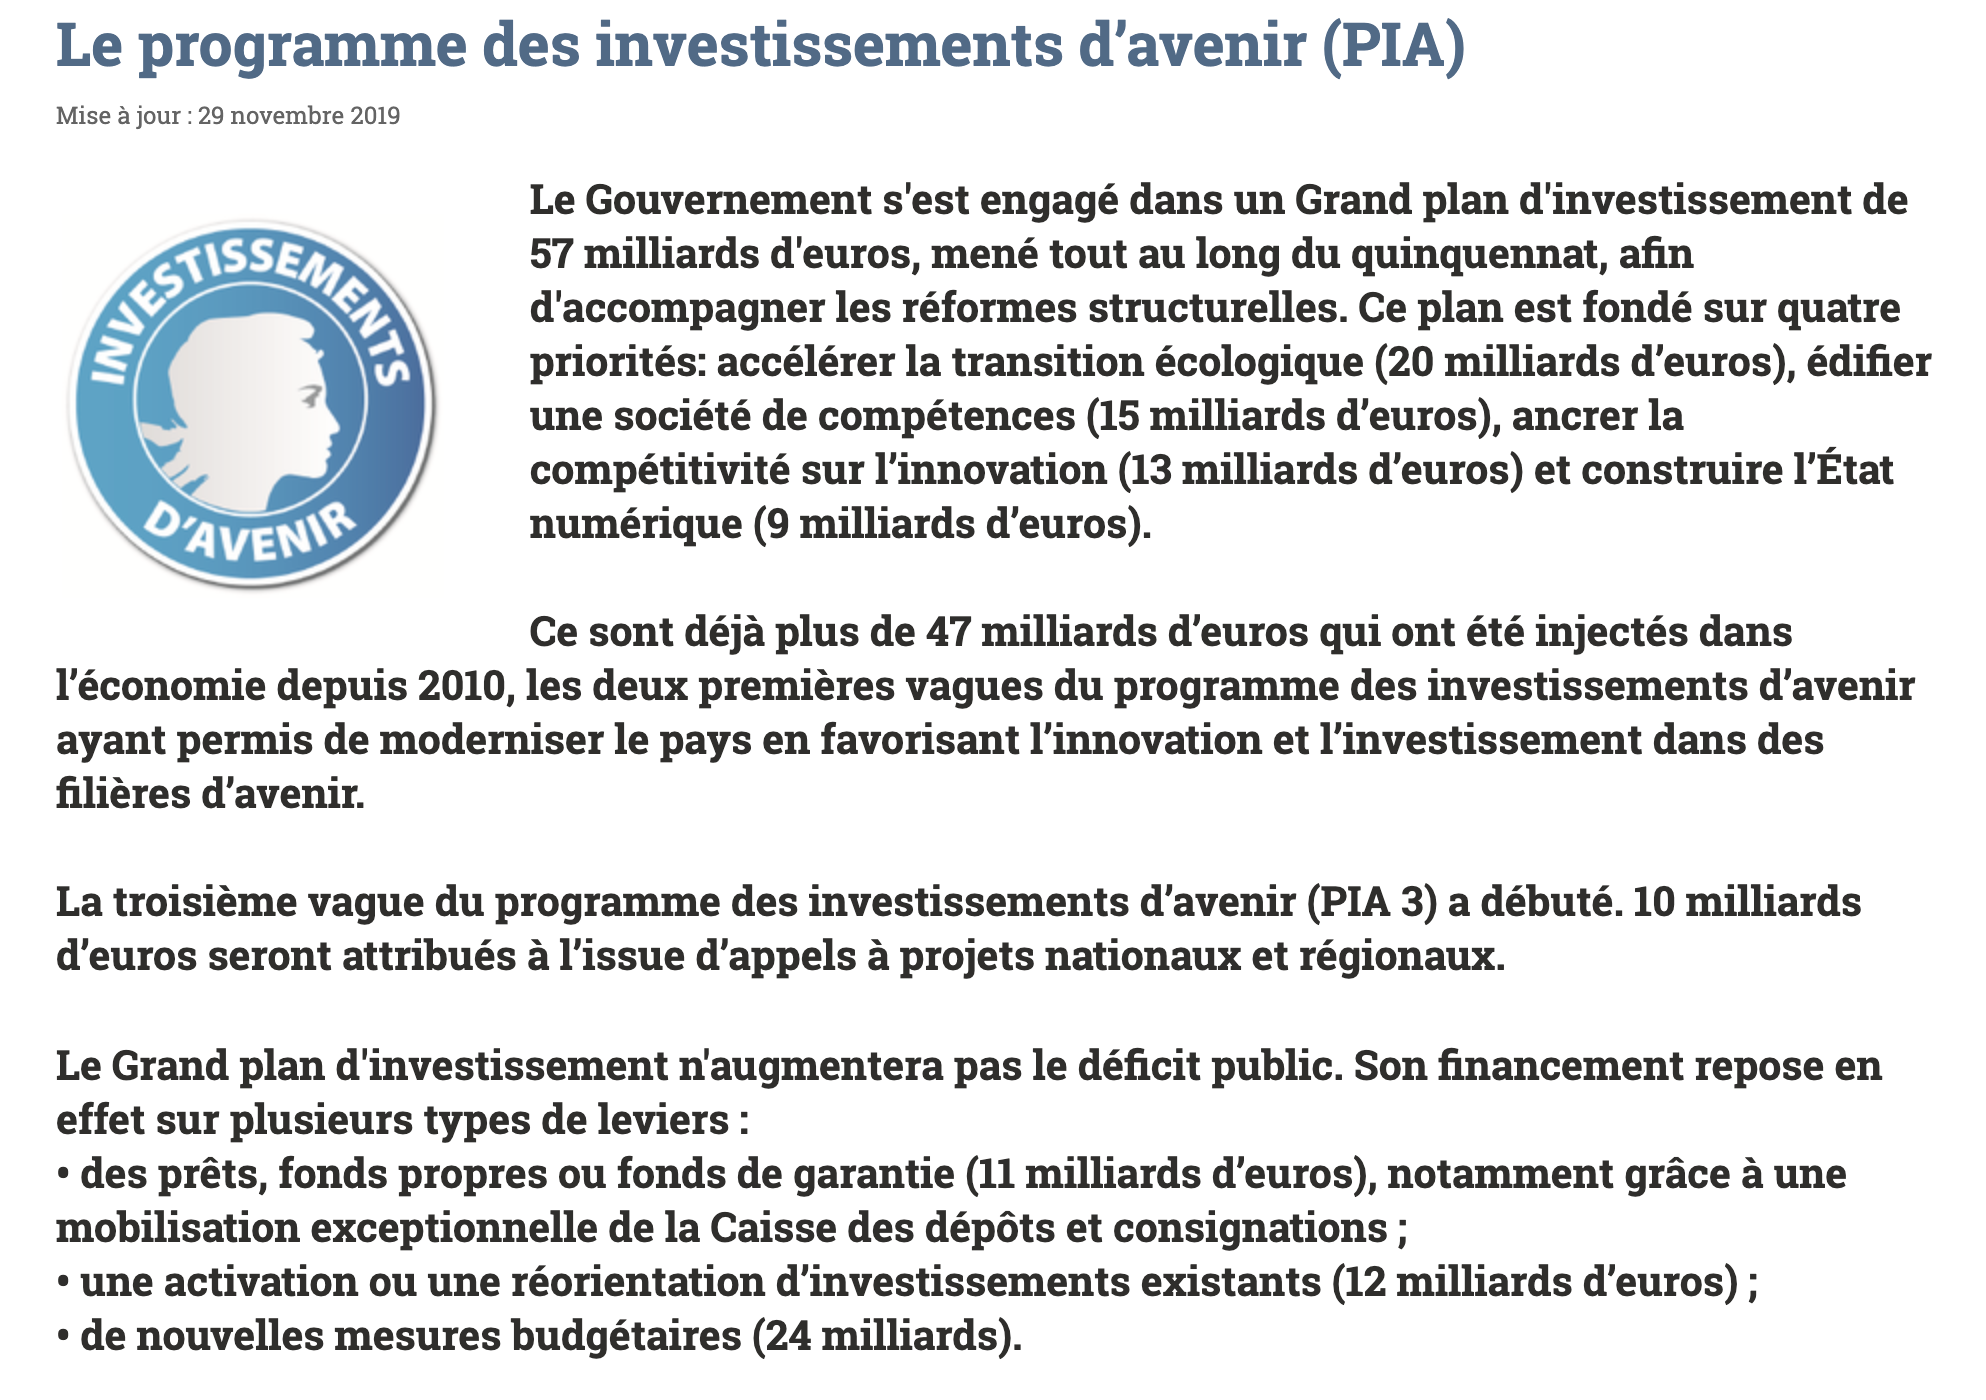 Le programme des investissements d’avenir (PIA)
Mise à jour : 29 novembre 2019
INVESTISSEMENTS
D’AVENIR
Le Gouvernement s'est engagé dans un Grand plan d'investissement de
57 milliards d'euros, mené tout au long du quinquennat, afin
d'accompagner les réformes structurelles. Ce plan est fondé sur quatre
priorités: accélérer la transition écologique (20 milliards d’euros), édifier
une société de compétences (15 milliards d’euros), ancrer la
compétitivité sur l’innovation (13 milliards d’euros) et construire l’État
numérique (9 milliards d’euros).
Ce sont déjà plus de 47 milliards d’euros qui ont été injectés dans
l’économie depuis 2010, les deux premières vagues du programme des investissements d’avenir
ayant permis de moderniser le pays en favorisant l’innovation et l’investissement dans des
filières d’avenir.
La troisième vague du programme des investissements d’avenir (PIA 3) a débuté. 10 milliards
d’euros seront attribués à l’issue d’appels à projets nationaux et régionaux.
Le Grand plan d'investissement n'augmentera pas le déficit public. Son financement repose en
effet sur plusieurs types de leviers :
• des prêts, fonds propres ou fonds de garantie (11 milliards d’euros), notamment grâce à une
mobilisation exceptionnelle de la Caisse des dépôts et consignations ;
• une activation ou une réorientation d’investissements existants (12 milliards d’euros) ;
• de nouvelles mesures budgétaires (24 milliards).